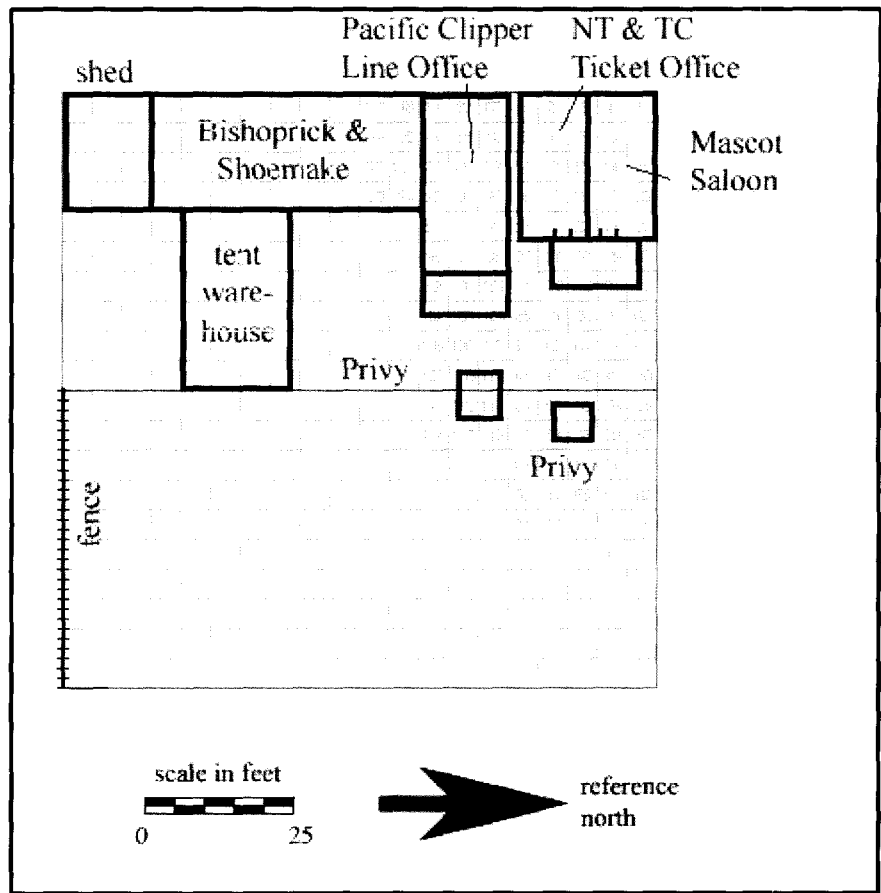 Pacific Clipper
Line Office
NT & TC
Ticket Office
shed
Bishoprick &
Shoemake
Mascot
Saloon
tent
ware-
house
Privy
Privy
fence
scale in feet
0
25
reference
north